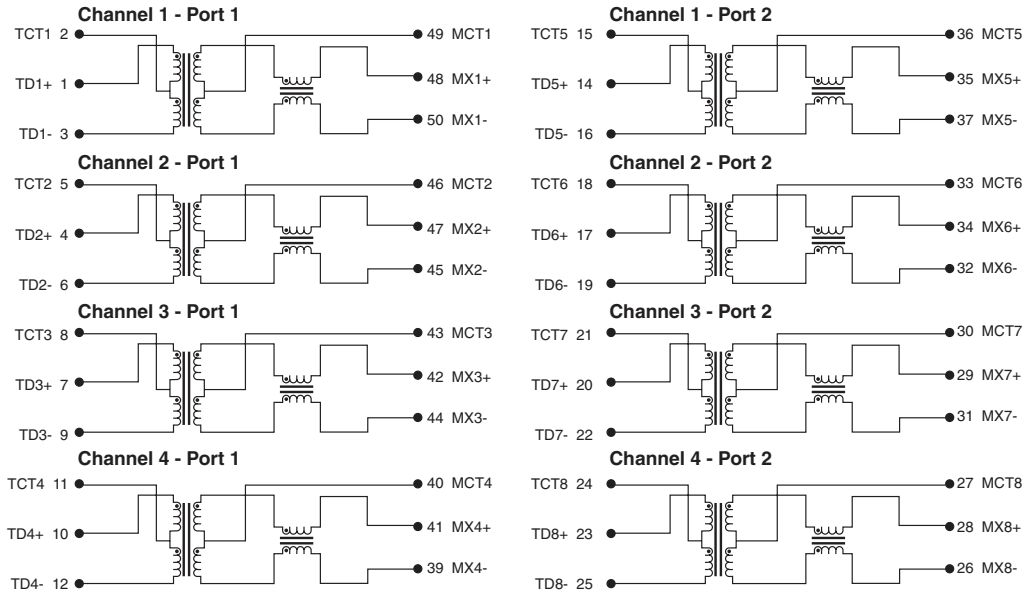 Channel 1 - Port 1
TCT1 2
49 MCT1
TD1+ 1
48 MX1+
50 MX1-
TD1- 3
Channel 2 - Port 1
TCT2 5
46 MCT2
TD2+ 4
47 MX2+
45 MX2-
TD2- 6
Channel 3 - Port 1
TCT3 8
43 MCT3
TD3+ 7
42 MX3+
44 MX3-
TD3- 9
Channel 4 - Port 1
TCT4 11
40 MCT4
TD4+ 10
41 MX4+
39 MX4-
TD4- 12
Channel 1 - Port 2
TCT5 15
36 MCT5
TD5+ 14
35 MX5+
37 MX5-
TD5- 16
Channel 2 - Port 2
TCT6 18
33 MCT6
TD6+ 17
34 MX6+
32 MX6-
TD6- 19
Channel 3 - Port 2
TCT7 21
30 MCT7
TD7+ 20
29 MX7+
31 MX7-
TD7- 22
Channel 4 - Port 2
TCT8 24
27 MCT8
TD8+ 23
28 MX8+
26 MX8-
TD8- 25